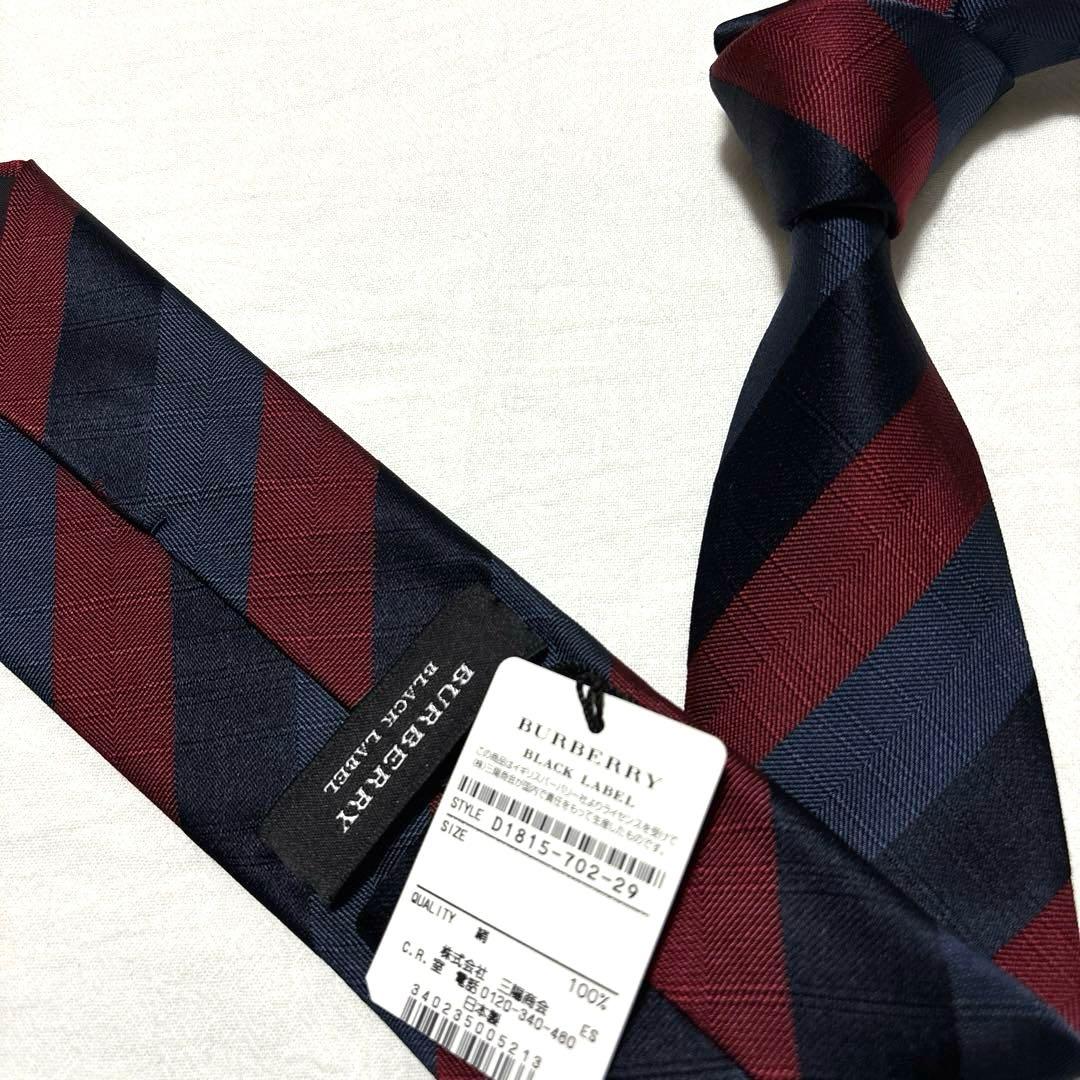 BURBERRY
BLACK LABEL
BURBERRY
BLACK LABEL
この商品はイギリスバーバリー社よりライセンスを受けて
(株)三陽商会が国内で責任をもって生産したものです。
STYLE D1815-702-29
SIZE
QUALITY
絹 100%
株式会社 三陽商会 ES
C.R.室 電話0120-340-460
日本製
340235005213